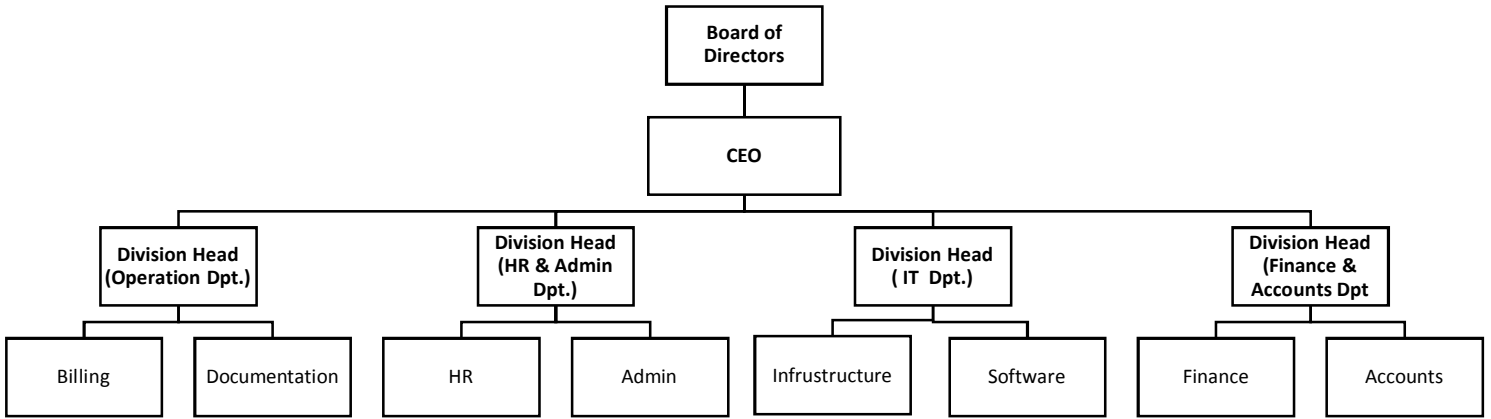 Board of
Directors
CEO
Division Head
(Operation Dpt.)
Division Head
(HR & Admin
Dpt.)
Division Head
( IT Dpt.)
Division Head
(Finance &
Accounts Dpt
Billing
Documentation
HR
Admin
Infrustructure
Software
Finance
Accounts